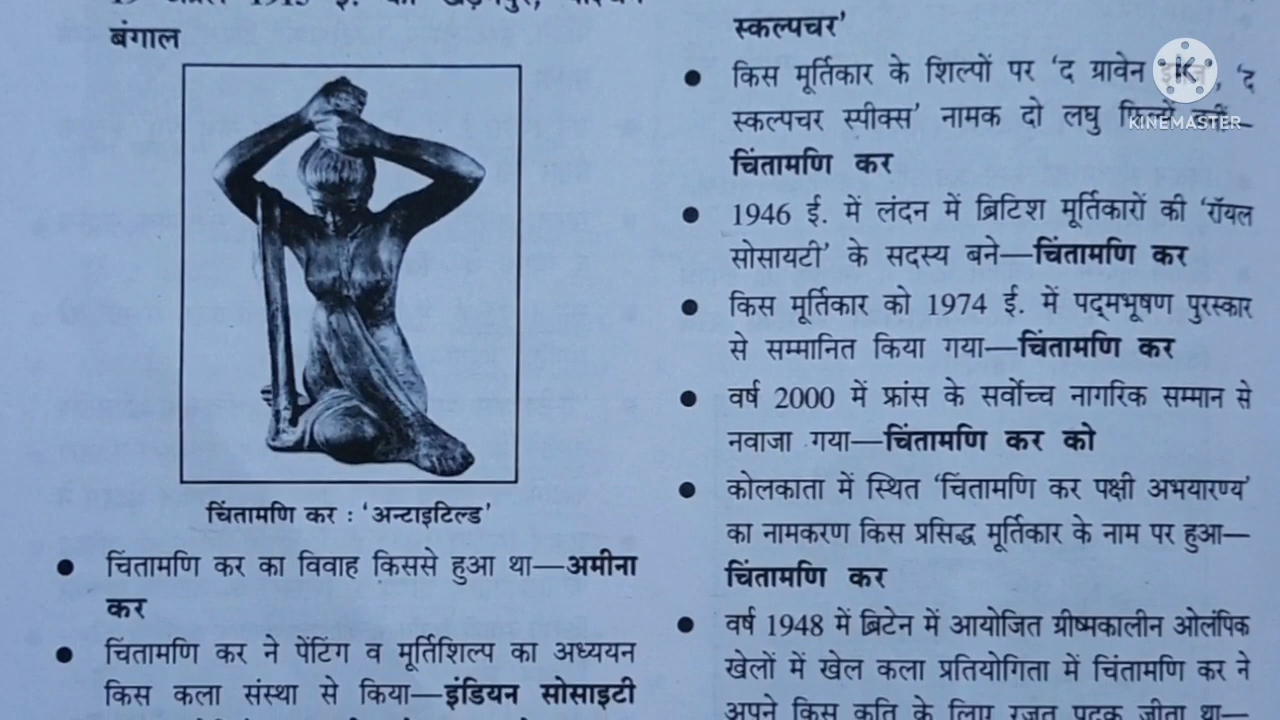 बंगाल
चिंतामणि कर : ‘अन्टाइटिल्ड’
● चिंतामणि कर का विवाह किससे हुआ था—अमीना
कर
● चिंतामणि कर ने पेंटिंग व मूर्तिशिल्प का अध्ययन
किस कला संस्था से किया—इंडियन सोसाइटी
स्कल्पचर’
● किस मूर्तिकार के शिल्पों पर ‘द ग्रावेन ‘द
स्कल्पचर स्पीक्स’ नामक दो लघु
चिंतामणि कर
● 1946 ई. में लंदन में ब्रिटिश मूर्तिकारों की ‘रॉयल
सोसायटी’ के सदस्य बने—चिंतामणि कर
● किस मूर्तिकार को 1974 ई. में पद्मभूषण पुरस्कार
से सम्मानित किया गया—चिंतामणि कर
● वर्ष 2000 में फ्रांस के सर्वोच्च नागरिक सम्मान से
नवाजा गया—चिंतामणि कर को
● कोलकाता में स्थित ‘चिंतामणि कर पक्षी अभयारण्य’
का नामकरण किस प्रसिद्ध मूर्तिकार के नाम पर हुआ—
चिंतामणि कर
● वर्ष 1948 में ब्रिटेन में आयोजित ग्रीष्मकालीन ओलंपिक
खेलों में खेल कला प्रतियोगिता में चिंतामणि कर ने
अपने किस कृति के लिए रजत पदक जीता था—
K
KINEMASTER